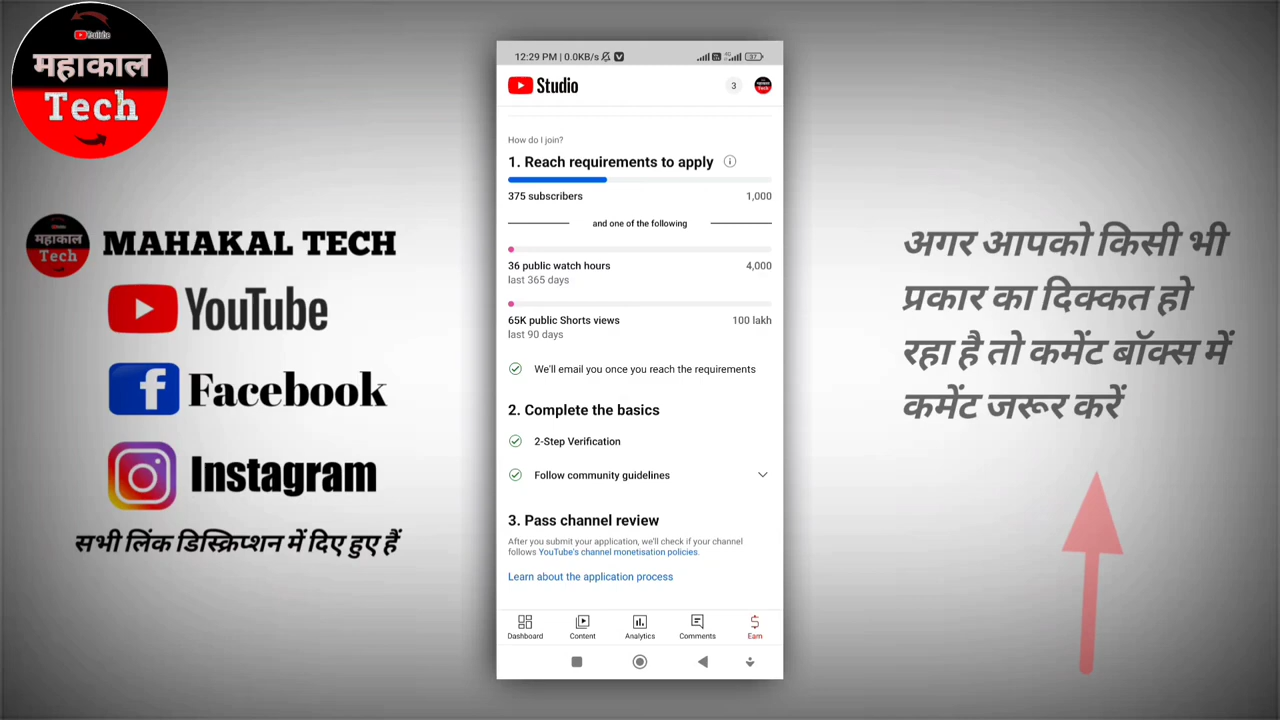 YouTube
महाकाल
Tech
महाकाल
Tech
MAHAKAL TECH
YouTube
Facebook
Instagram
सभी लिंक डिस्क्रिप्शन में दिए हुए हैं
12:29 PM | 0.0KB/s
4G
37
Studio
3
How do I join?
1. Reach requirements to apply
375 subscribers 1,000
and one of the following
36 public watch hours 4,000
last 365 days
65K public Shorts views 100 lakh
last 90 days
We'll email you once you reach the requirements
2. Complete the basics
2-Step Verification
Follow community guidelines
3. Pass channel review
After you submit your application, we'll check if your channel
follows YouTube's channel monetisation policies.
Learn about the application process
Dashboard Content Analytics Comments Earn
अगर आपको किसी भी
प्रकार का दिक्कत हो
रहा है तो कमेंट बॉक्स में
कमेंट जरूर करें